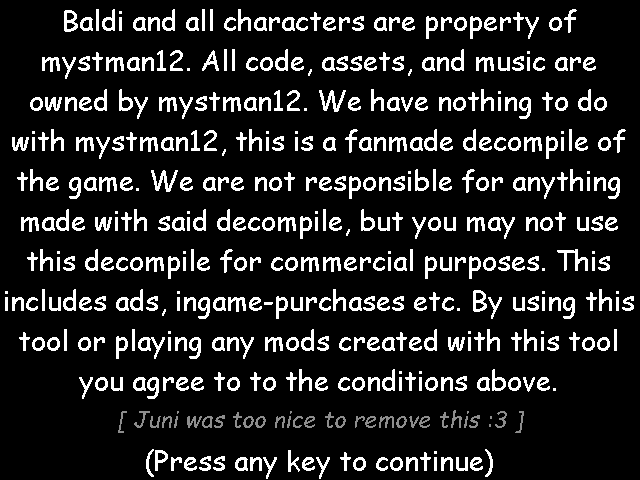 Baldi and all characters are property of
mystman12. All code, assets, and music are
owned by mystman12. We have nothing to do
with mystman12, this is a fanmade decompile of
the game. We are not responsible for anything
made with said decompile, but you may not use
this decompile for commercial purposes. This
includes ads, ingame-purchases etc. By using this
tool or playing any mods created with this tool
you agree to to the conditions above.
[ Juni was too nice to remove this :3 ]
(Press any key to continue)